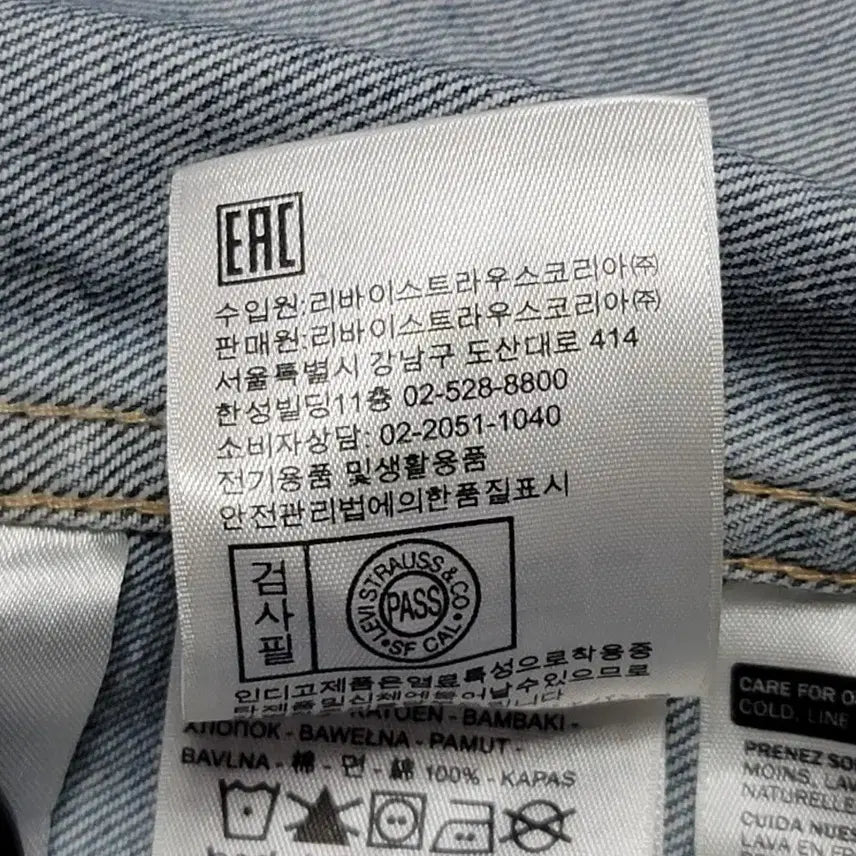 EAC
수입원:리바이스트라우스코리아㈜
판매원:리바이스트라우스코리아㈜
서울특별시 강남구 도산대로 414
한성빌딩11층 02-528-8800
소비자상담: 02-2051-1040
전기용품 및생활용품
안전관리법에의한품질표시
검사필
LEVI STRAUSS & CO
PASS
SF CAL
인디고제품은염료특성으로착용중
- BAMBAKI -
ХЛОПОК - BAWEŁNA - PAMUT -
BAVLNA - 棉 - 면 - 綿 100% - KAPAS
CARE FOR
COLD, LINE
PRENEZ
MOINS, LAV
NATURELLE
CUIDA NUES
LAVA EN FR